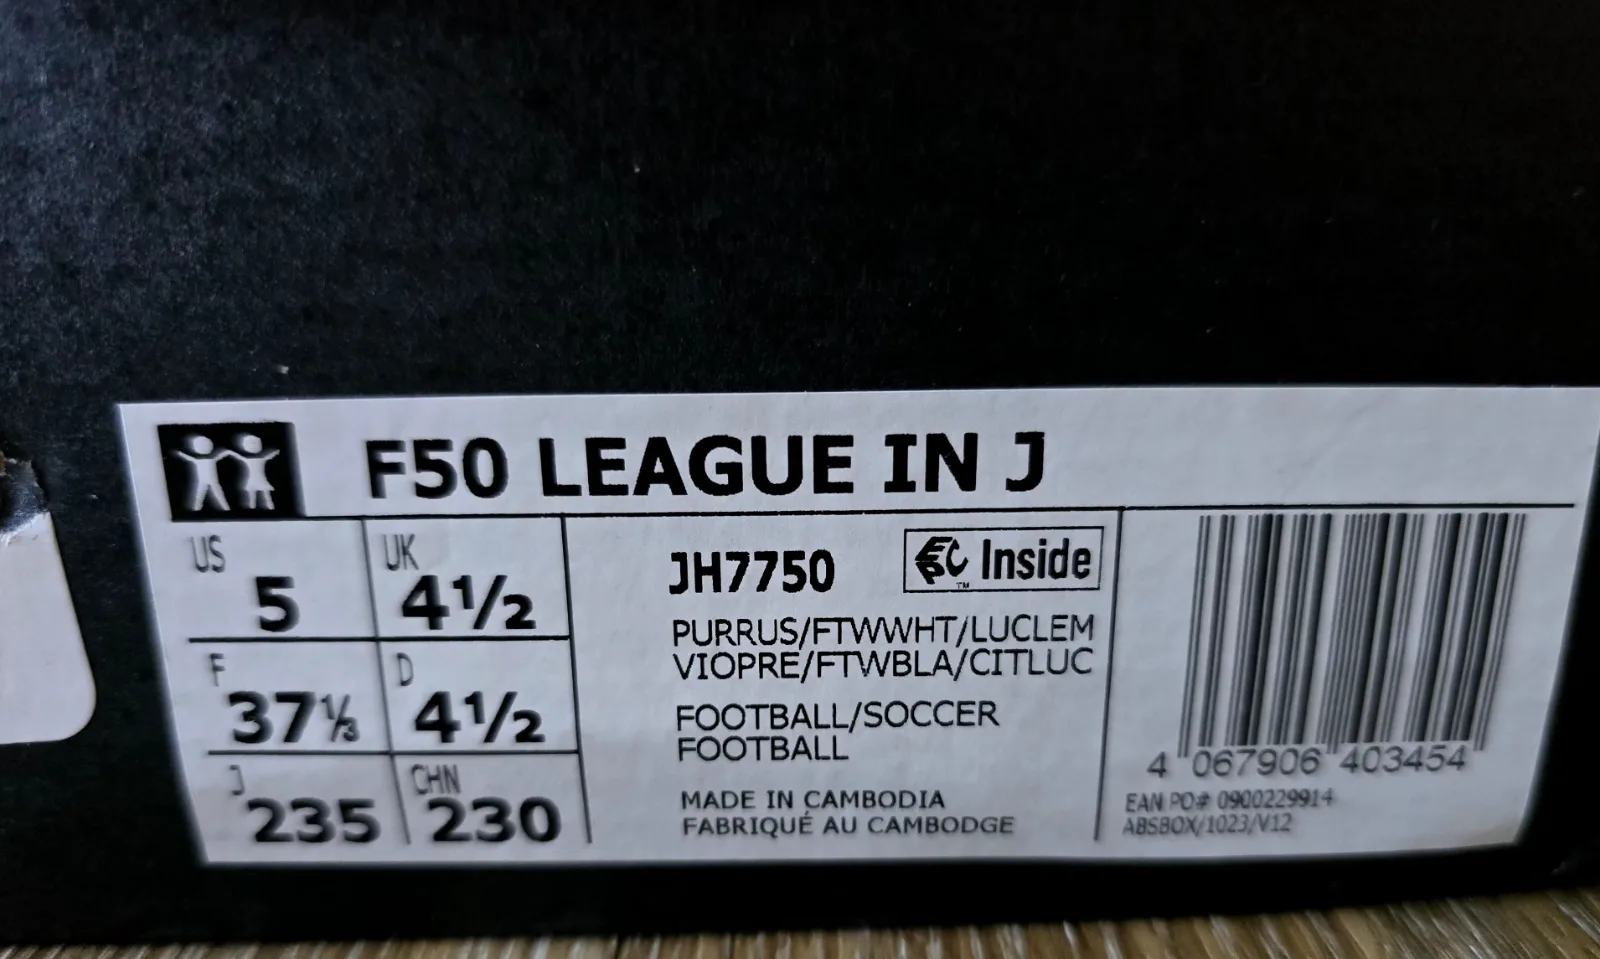 F50 LEAGUE IN J
US
5
UK
4½
F
37⅓
D
4½
J
235
CHN
230
JH7750
EPC™ Inside
PURRUS/FTWWHT/LUCLEM
VIOPRE/FTWBLA/CITLUC
FOOTBALL/SOCCER
FOOTBALL
MADE IN CAMBODIA
FABRIQUÉ AU CAMBODGE
4 067906 403454
EAN PO# 0900229914
ABSBOX/1023/V12